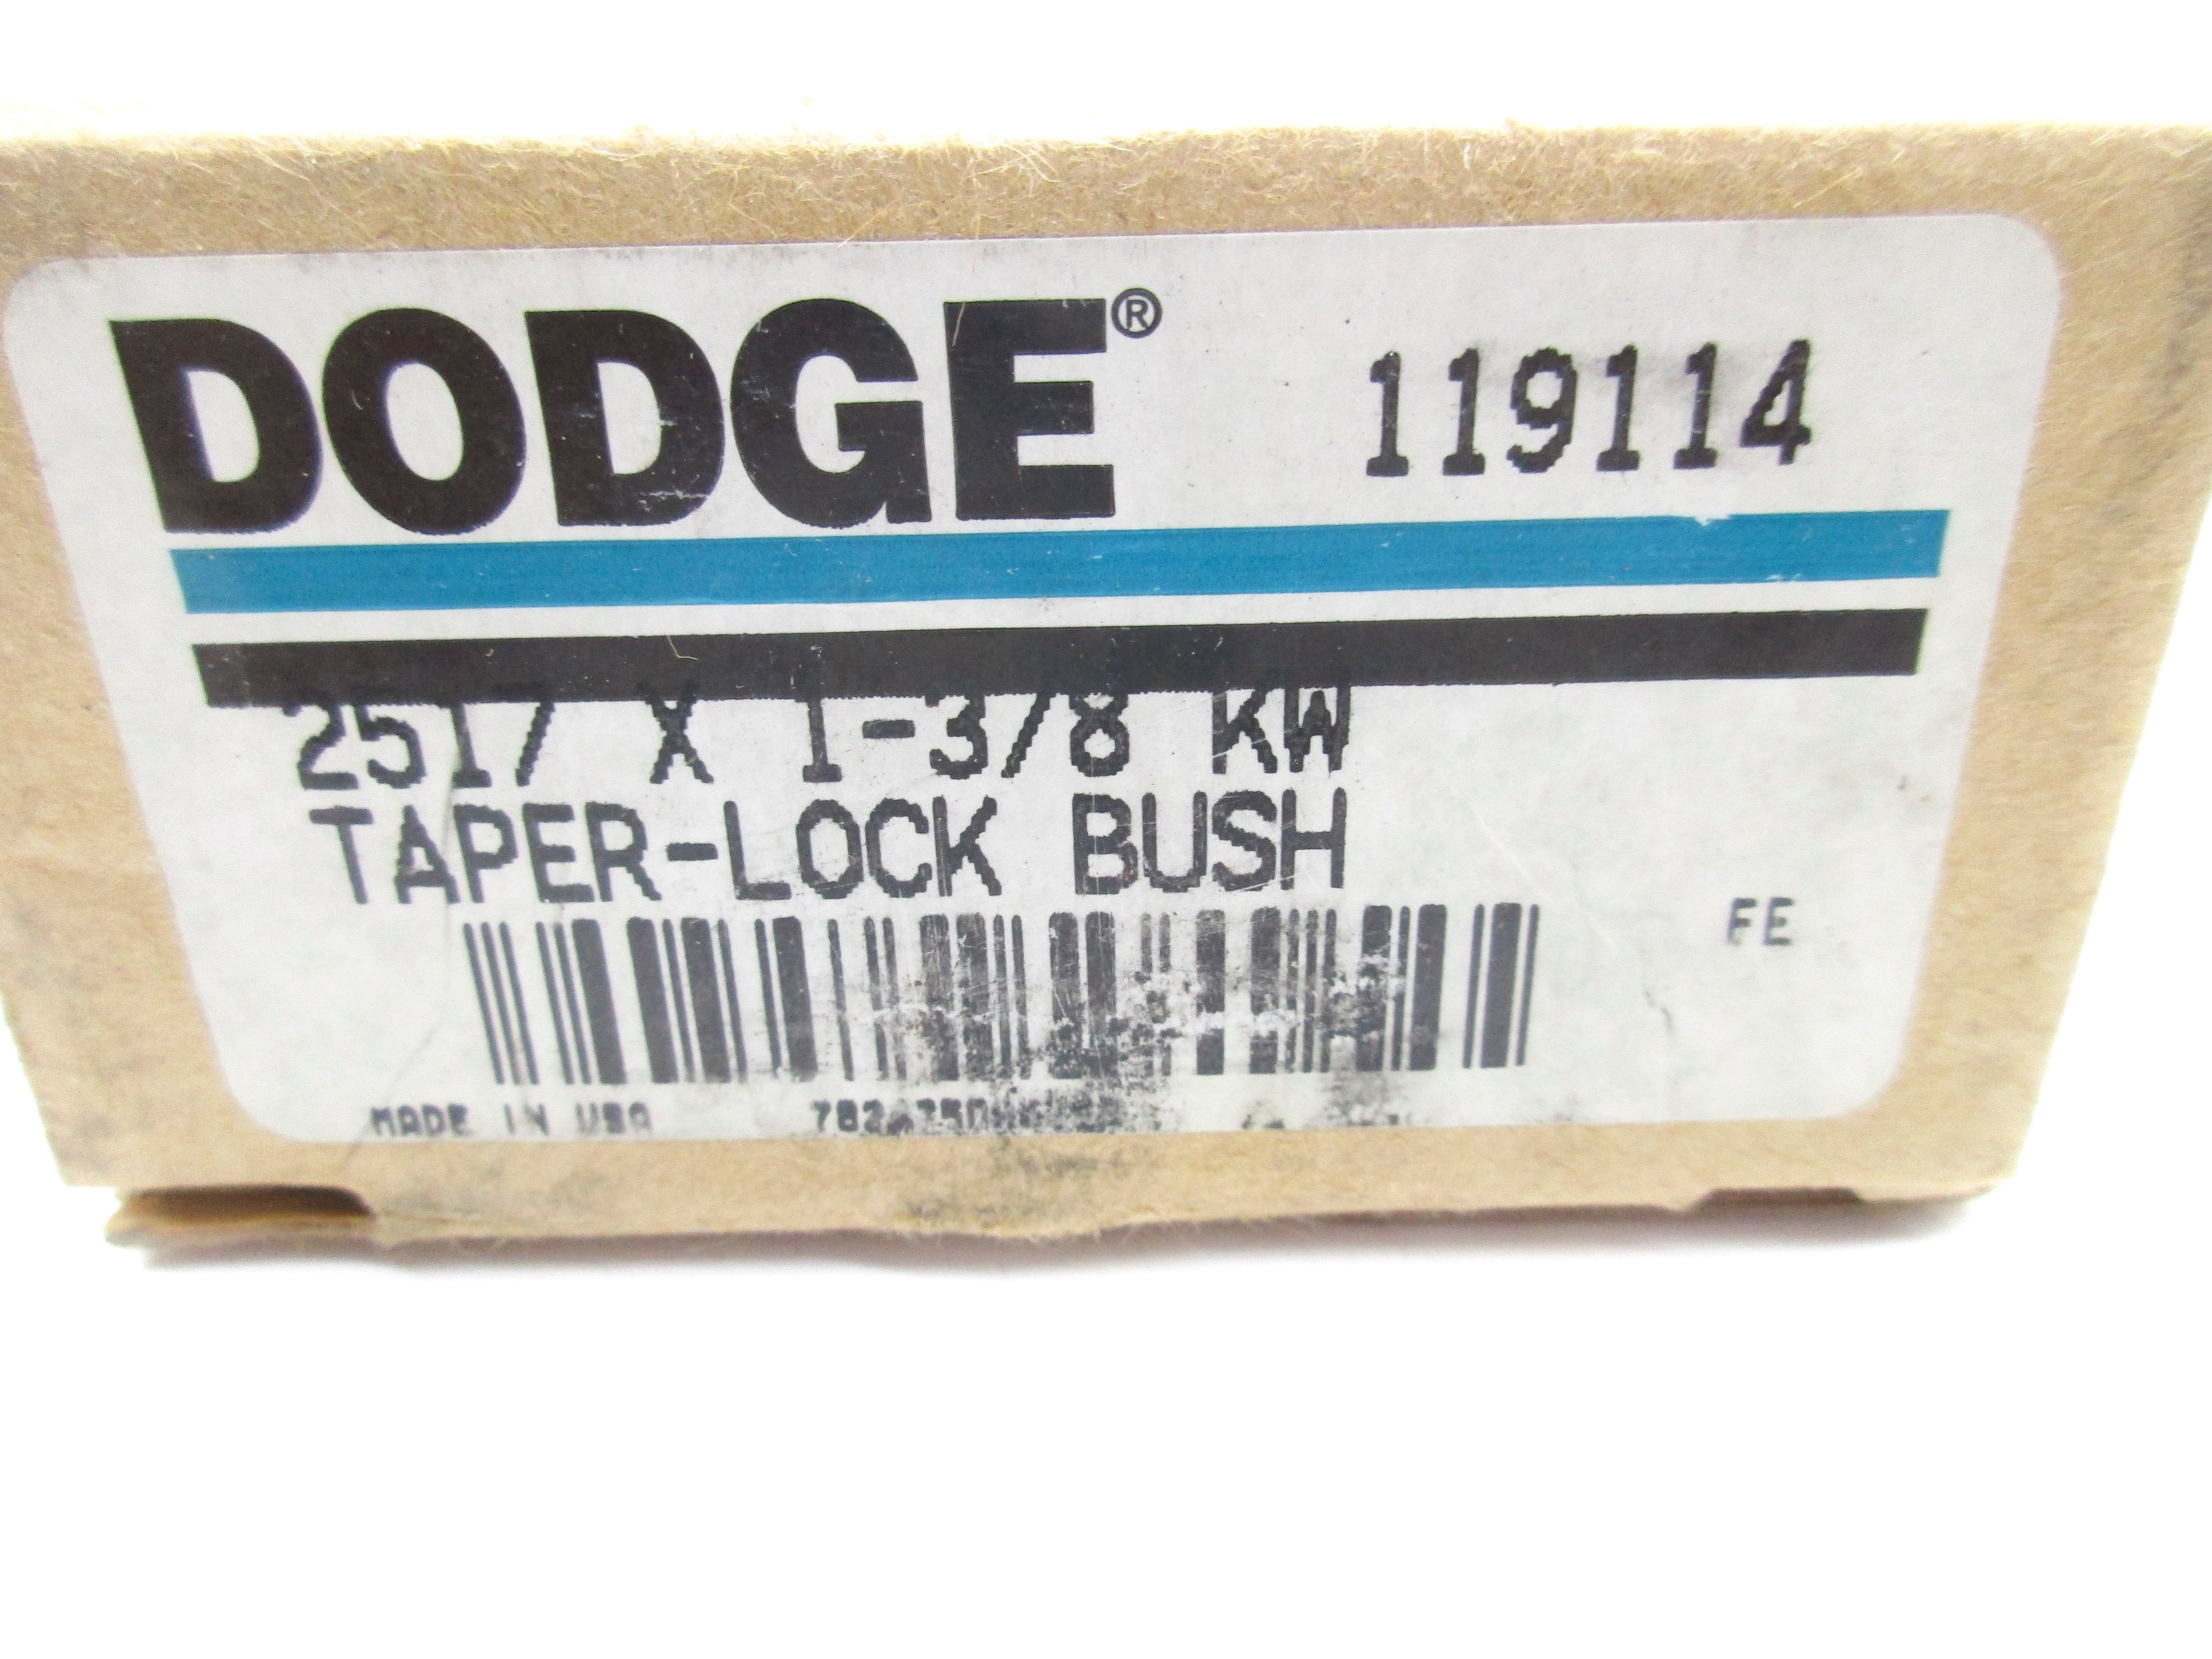 DODGE® 119114
2517 X 1-3/8 KW
TAPER-LOCK BUSH
FE
MADE IN USA